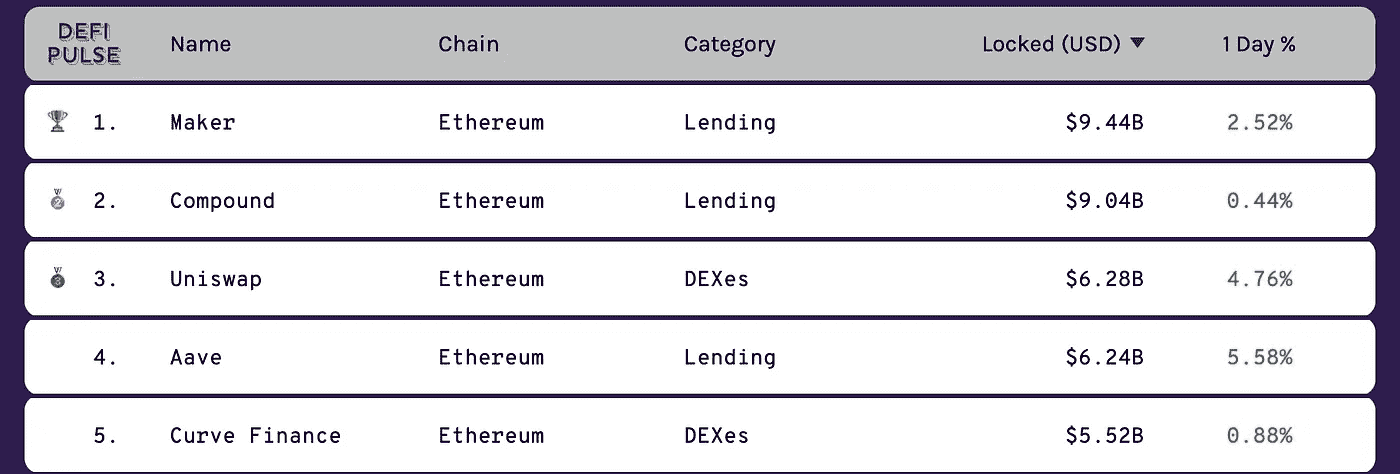 DEFI
PULSE
Name Chain Category Locked (USD) ▼ 1 Day %
1. Maker Ethereum Lending $9.44B 2.52%
2. Compound Ethereum Lending $9.04B 0.44%
3. Uniswap Ethereum DEXes $6.28B 4.76%
4. Aave Ethereum Lending $6.24B 5.58%
5. Curve Finance Ethereum DEXes $5.52B 0.88%